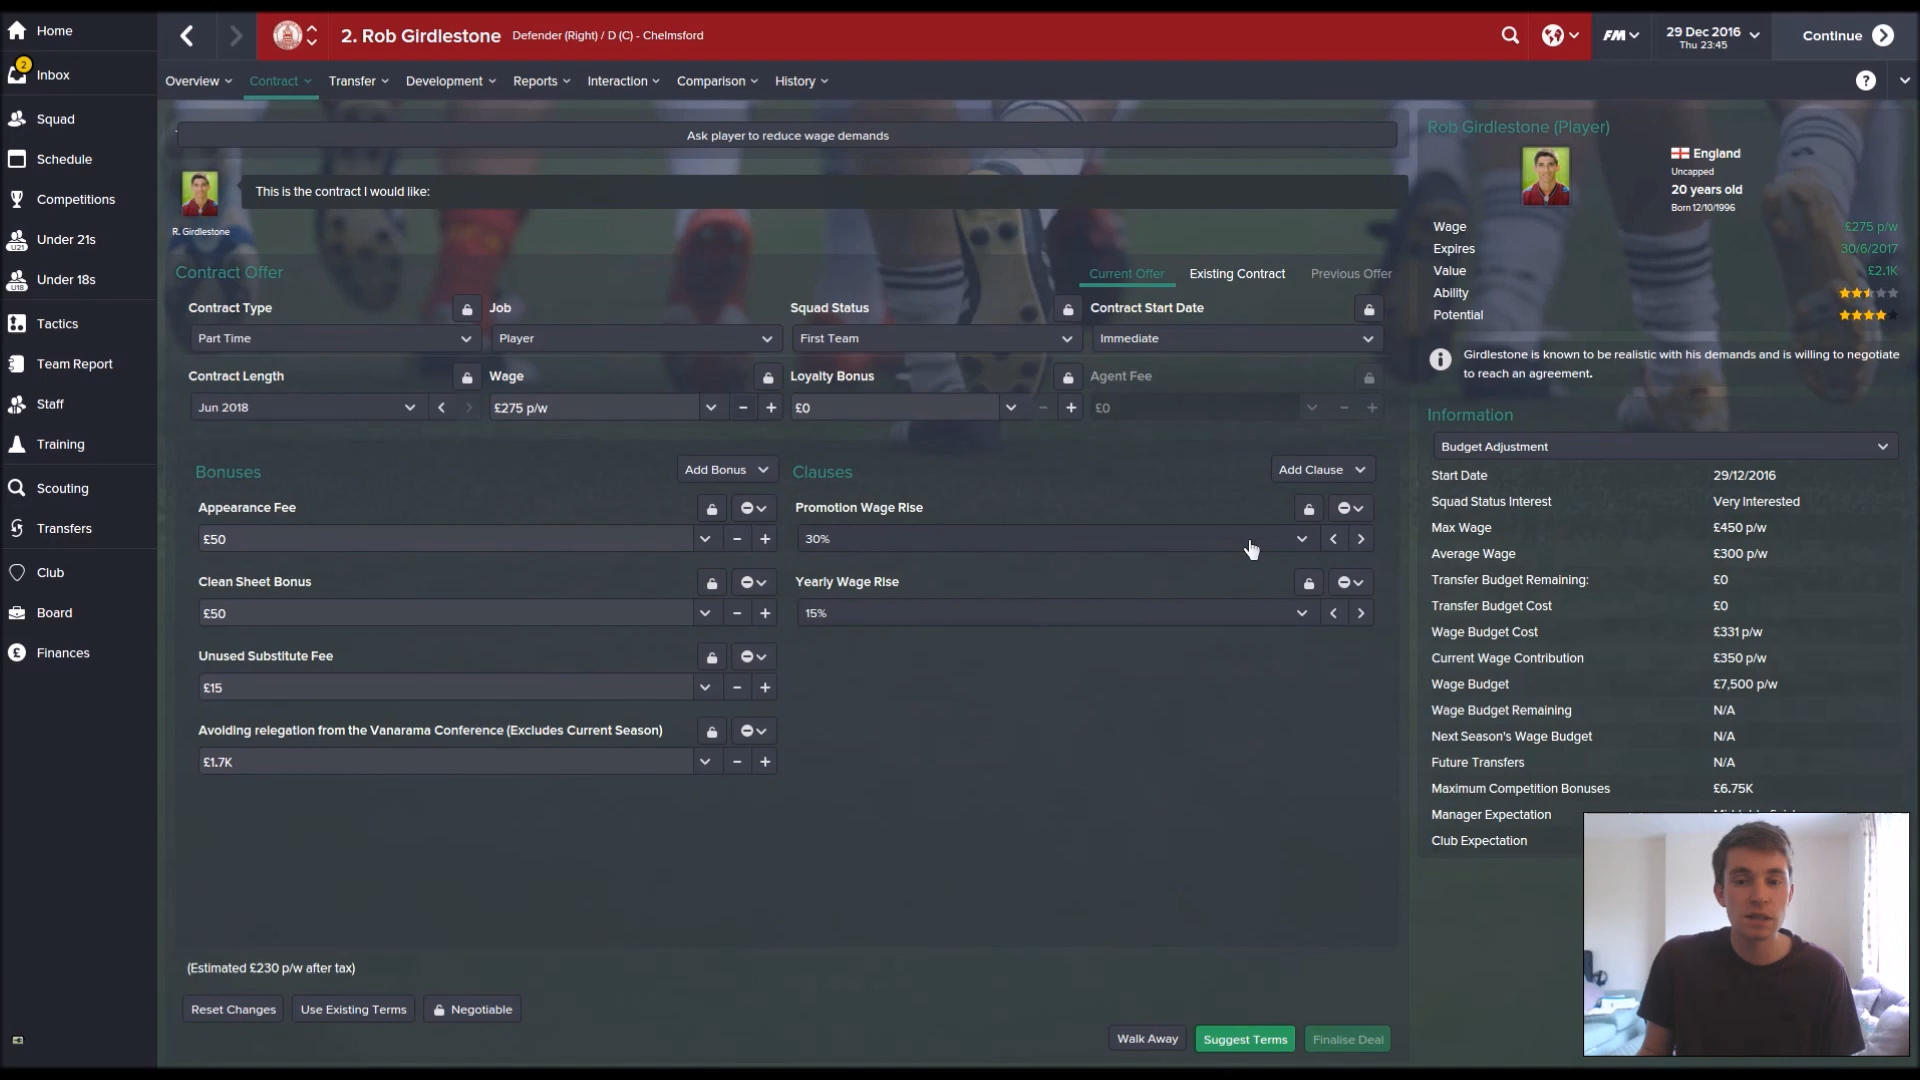 Home
2. Rob Girdlestone
Defender (Right) / D (C) - Chelmsford
FM
29 Dec 2016
Thu 23:45
Continue
2
Inbox
Overview
Contract
Transfer
Development
Reports
Interaction
Comparison
History
?
Squad
Schedule
Competitions
U21
Under 21s
U18
Under 18s
Tactics
Team Report
Staff
Training
Scouting
Transfers
Club
Board
Finances
Ask player to reduce wage demands
This is the contract I would like:
R. Girdlestone
Contract Offer
Current Offer
Existing Contract
Previous Offer
Contract Type
Job
Squad Status
Contract Start Date
Part Time
Player
First Team
Immediate
Contract Length
Wage
Loyalty Bonus
Agent Fee
Jun 2018
£275 p/w
£0
£0
Bonuses
Add Bonus
Clauses
Add Clause
Appearance Fee
£50
Promotion Wage Rise
30%
Clean Sheet Bonus
£50
Yearly Wage Rise
15%
Unused Substitute Fee
£15
Avoiding relegation from the Vanarama Conference (Excludes Current Season)
£1.7K
(Estimated £230 p/w after tax)
Reset Changes
Use Existing Terms
Negotiable
Walk Away
Suggest Terms
Finalise Deal
Rob Girdlestone (Player)
England
Uncapped
20 years old
Born 12/10/1996
Wage £275 p/w
Expires 30/6/2017
Value £2.1K
Ability
Potential
Girdlestone is known to be realistic with his demands and is willing to negotiate
to reach an agreement.
Information
Budget Adjustment
Start Date 29/12/2016
Squad Status Interest Very Interested
Max Wage £450 p/w
Average Wage £300 p/w
Transfer Budget Remaining: £0
Transfer Budget Cost £0
Wage Budget Cost £331 p/w
Current Wage Contribution £350 p/w
Wage Budget £7,500 p/w
Wage Budget Remaining N/A
Next Season's Wage Budget N/A
Future Transfers N/A
Maximum Competition Bonuses £6.75K
Manager Expectation
Club Expectation